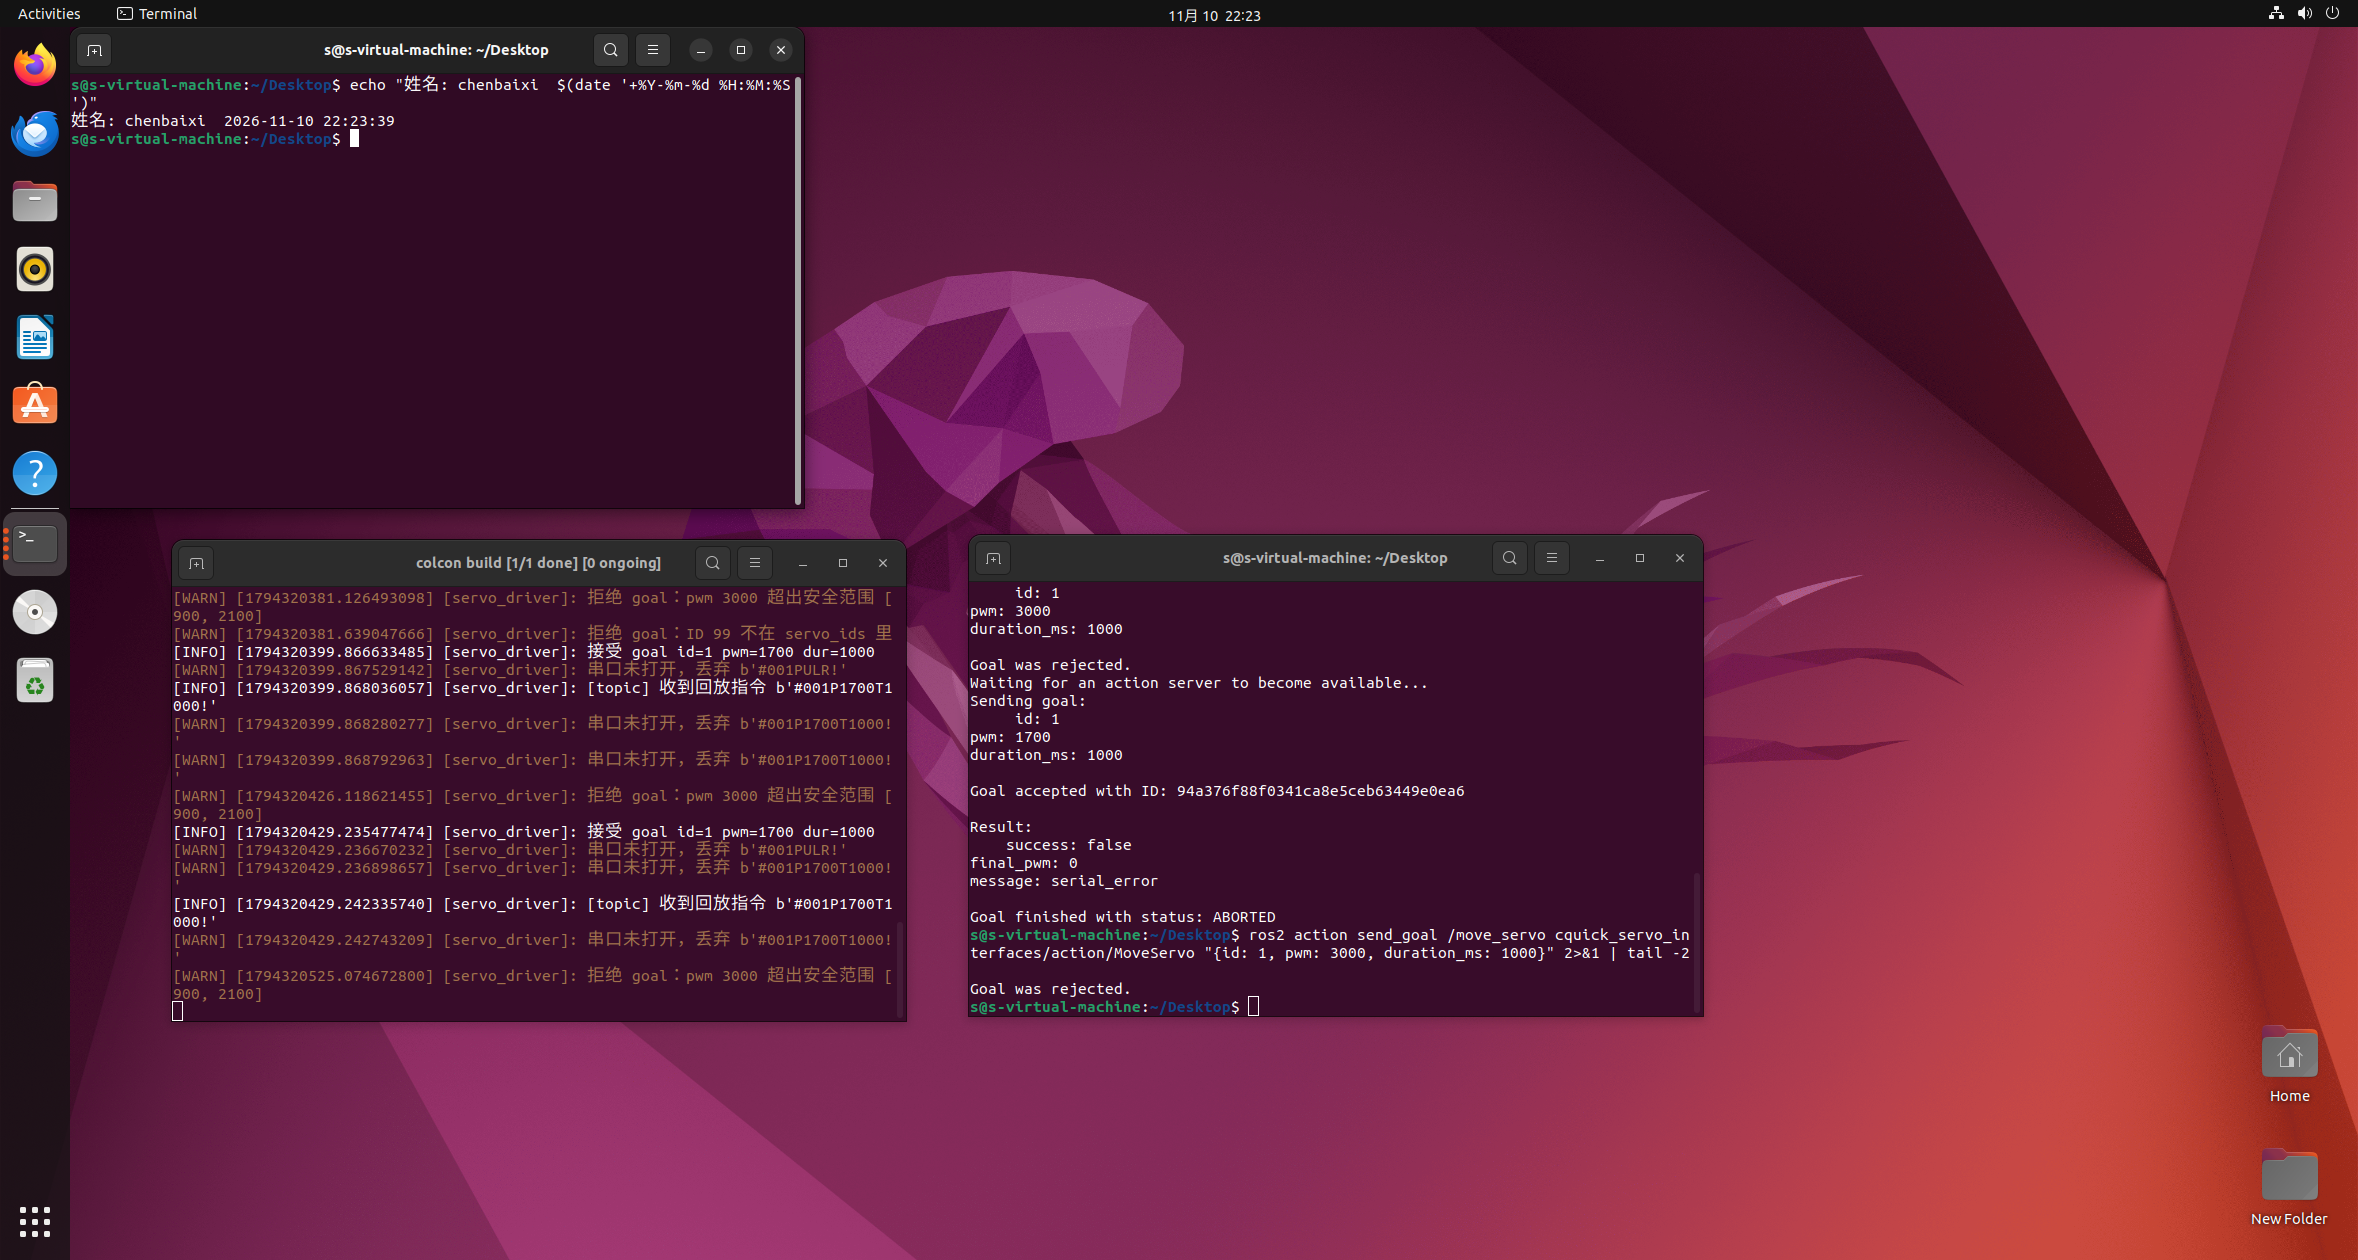 Activities
Terminal
11月 10 22:23
s@s-virtual-machine: ~/Desktop
s@s-virtual-machine:~/Desktop$ echo "姓名: chenbaixi  $(date '+%Y-%m-%d %H:%M:%S
')"
姓名: chenbaixi  2026-11-10 22:23:39
s@s-virtual-machine:~/Desktop$
colcon build [1/1 done] [0 ongoing]
[WARN] [1794320381.126493098] [servo_driver]: 拒绝 goal：pwm 3000 超出安全范围 [
900, 2100]
[WARN] [1794320381.639047666] [servo_driver]: 拒绝 goal：ID 99 不在 servo_ids 里
[INFO] [1794320399.866633485] [servo_driver]: 接受 goal id=1 pwm=1700 dur=1000
[WARN] [1794320399.867529142] [servo_driver]: 串口未打开，丢弃 b'#001PULR!'
[INFO] [1794320399.868036057] [servo_driver]: [topic] 收到回放指令 b'#001P1700T1
000!'
[WARN] [1794320399.868280277] [servo_driver]: 串口未打开，丢弃 b'#001P1700T1000!
'
[WARN] [1794320399.868792963] [servo_driver]: 串口未打开，丢弃 b'#001P1700T1000!
'
[WARN] [1794320426.118621455] [servo_driver]: 拒绝 goal：pwm 3000 超出安全范围 [
900, 2100]
[INFO] [1794320429.235477474] [servo_driver]: 接受 goal id=1 pwm=1700 dur=1000
[WARN] [1794320429.236670232] [servo_driver]: 串口未打开，丢弃 b'#001PULR!'
[WARN] [1794320429.236898657] [servo_driver]: 串口未打开，丢弃 b'#001P1700T1000!
'
[INFO] [1794320429.242335740] [servo_driver]: [topic] 收到回放指令 b'#001P1700T1
000!'
[WARN] [1794320429.242743209] [servo_driver]: 串口未打开，丢弃 b'#001P1700T1000!
'
[WARN] [1794320525.074672800] [servo_driver]: 拒绝 goal：pwm 3000 超出安全范围 [
900, 2100]
s@s-virtual-machine: ~/Desktop
id: 1
pwm: 3000
duration_ms: 1000
Goal was rejected.
Waiting for an action server to become available...
Sending goal:
id: 1
pwm: 1700
duration_ms: 1000
Goal accepted with ID: 94a376f88f0341ca8e5ceb63449e0ea6
Result:
success: false
final_pwm: 0
message: serial_error
Goal finished with status: ABORTED
s@s-virtual-machine:~/Desktop$ ros2 action send_goal /move_servo cquick_servo_in
terfaces/action/MoveServo "{id: 1, pwm: 3000, duration_ms: 1000}" 2>&1 | tail -2
Goal was rejected.
s@s-virtual-machine:~/Desktop$
Home
New Folder